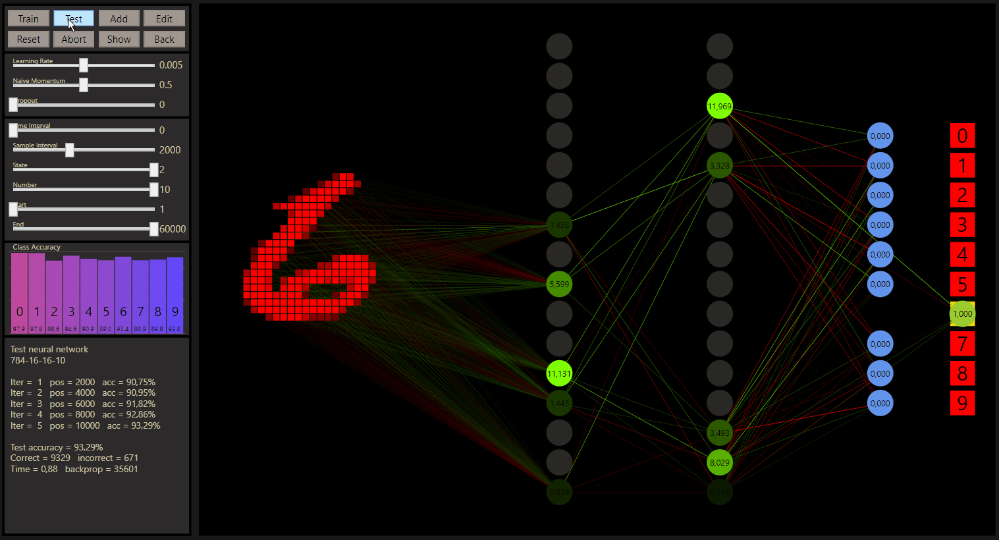 Train Test Add Edit
Reset Abort Show Back
Learning Rate 0.005
Naive Momentum 0.5
ropout 0
me Interval 0
Sample Interval 2000
State 2
Number 10
art 1
End 60000
Class Accuracy
0 1 2 3 4 5 6 7 8 9
97,9 97,8 88,6 94,6 90,9 89,0 93,4 88,9 89,8 92,8
Test neural network
784-16-16-10
Iter = 1 pos = 2000 acc = 90,75%
Iter = 2 pos = 4000 acc = 90,95%
Iter = 3 pos = 6000 acc = 91,82%
Iter = 4 pos = 8000 acc = 92,86%
Iter = 5 pos = 10000 acc = 93,29%
Test accuracy = 93,29%
Correct = 9329 incorrect = 671
Time = 0,88 backprop = 35601
1,458
5,599
11,131
1,445
0,524
11,969
3,328
3,493
8,029
0,116
0,000 0
0,000 1
0,000 2
0,000 3
0,000 4
0,000 5
1,000
0,000 7
0,000 8
0,000 9